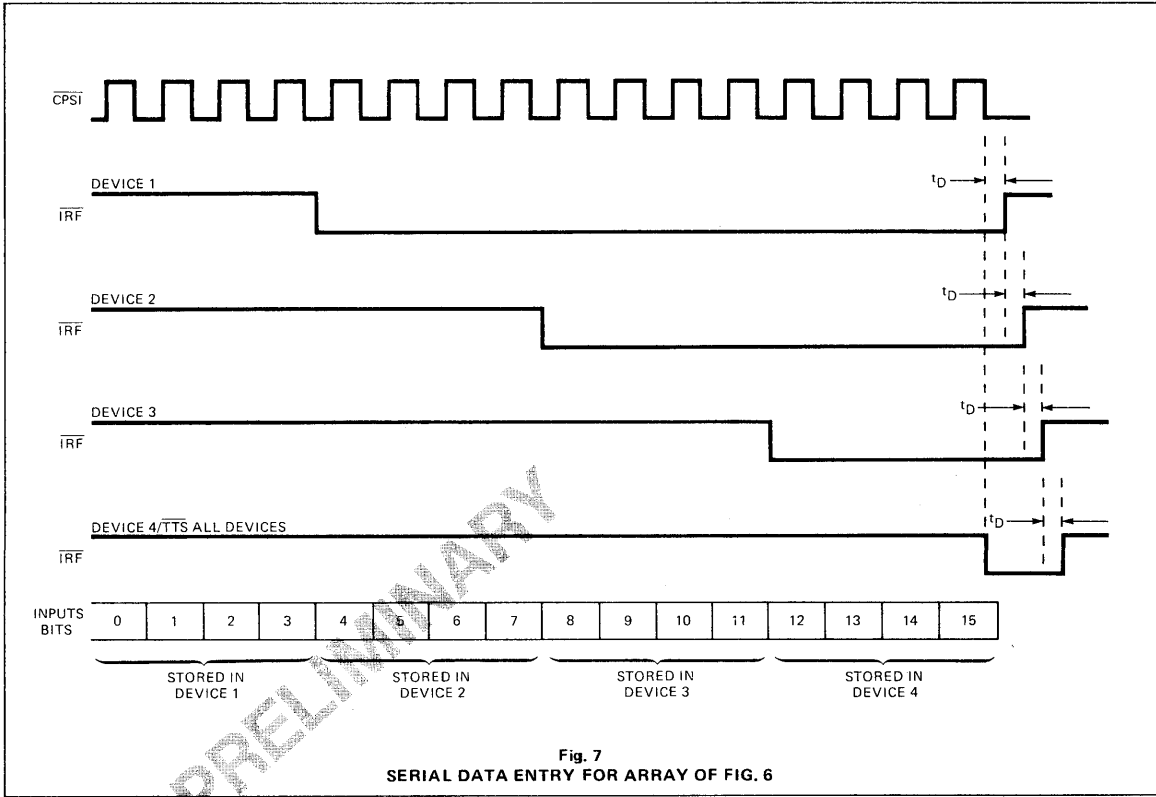 CPSI
DEVICE 1
tD
IRF
DEVICE 2
tD
IRF
DEVICE 3
tD
IRF
DEVICE 4/TTS ALL DEVICES
tD
IRF
INPUTS BITS 0 1 2 3 4 5 6 7 8 9 10 11 12 13 14 15
STORED IN DEVICE 1
STORED IN DEVICE 2
STORED IN DEVICE 3
STORED IN DEVICE 4
PRELIMINARY
Fig. 7
SERIAL DATA ENTRY FOR ARRAY OF FIG. 6